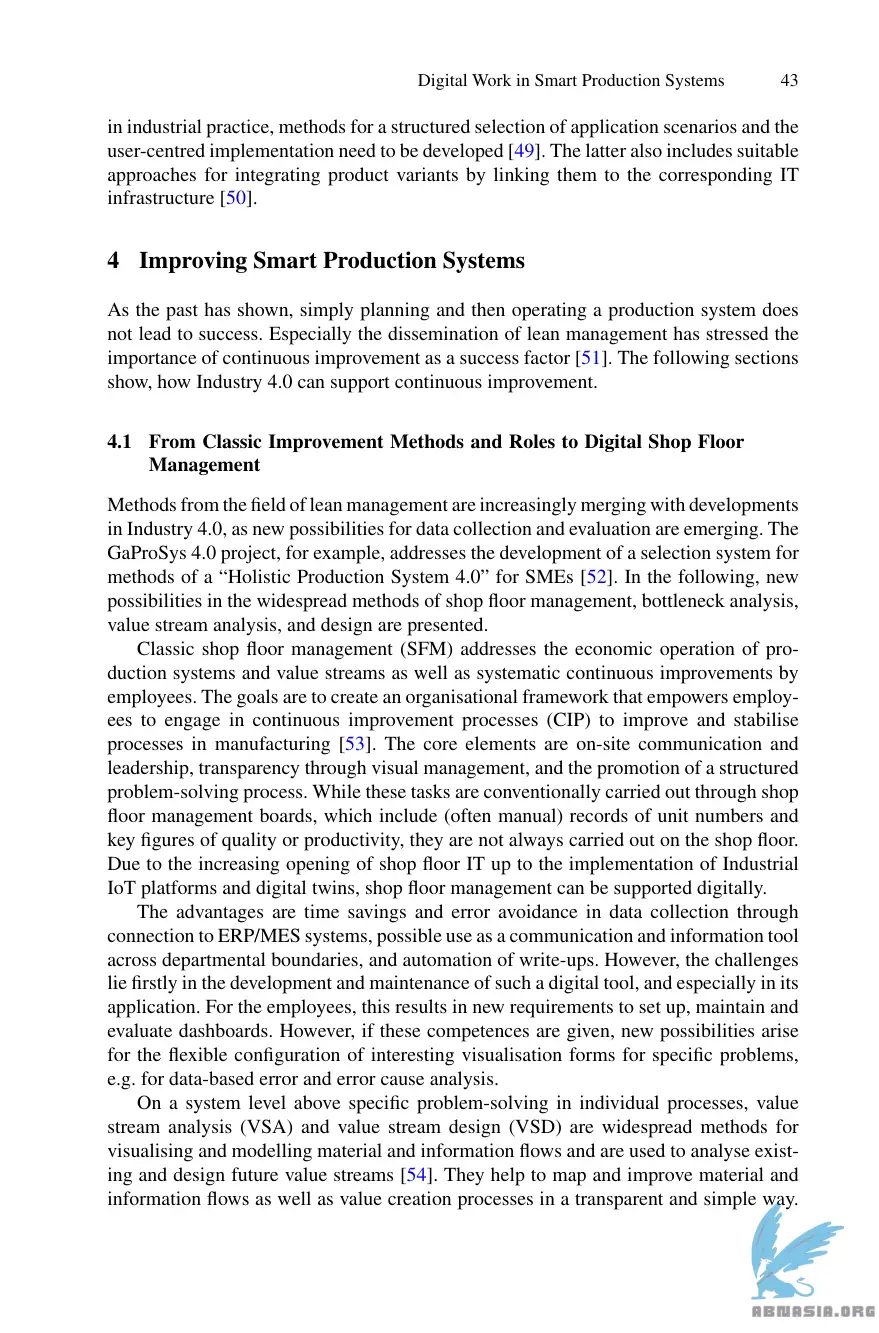 Digital Work in Smart Production Systems 43
in industrial practice, methods for a structured selection of application scenarios and the
user-centred implementation need to be developed [49]. The latter also includes suitable
approaches for integrating product variants by linking them to the corresponding IT
infrastructure [50].
4 Improving Smart Production Systems
As the past has shown, simply planning and then operating a production system does
not lead to success. Especially the dissemination of lean management has stressed the
importance of continuous improvement as a success factor [51]. The following sections
show, how Industry 4.0 can support continuous improvement.
4.1 From Classic Improvement Methods and Roles to Digital Shop Floor
Management
Methods from the field of lean management are increasingly merging with developments
in Industry 4.0, as new possibilities for data collection and evaluation are emerging. The
GaProSys 4.0 project, for example, addresses the development of a selection system for
methods of a “Holistic Production System 4.0” for SMEs [52]. In the following, new
possibilities in the widespread methods of shop floor management, bottleneck analysis,
value stream analysis, and design are presented.
Classic shop floor management (SFM) addresses the economic operation of pro-
duction systems and value streams as well as systematic continuous improvements by
employees. The goals are to create an organisational framework that empowers employ-
ees to engage in continuous improvement processes (CIP) to improve and stabilise
processes in manufacturing [53]. The core elements are on-site communication and
leadership, transparency through visual management, and the promotion of a structured
problem-solving process. While these tasks are conventionally carried out through shop
floor management boards, which include (often manual) records of unit numbers and
key figures of quality or productivity, they are not always carried out on the shop floor.
Due to the increasing opening of shop floor IT up to the implementation of Industrial
IoT platforms and digital twins, shop floor management can be supported digitally.
The advantages are time savings and error avoidance in data collection through
connection to ERP/MES systems, possible use as a communication and information tool
across departmental boundaries, and automation of write-ups. However, the challenges
lie firstly in the development and maintenance of such a digital tool, and especially in its
application. For the employees, this results in new requirements to set up, maintain and
evaluate dashboards. However, if these competences are given, new possibilities arise
for the flexible configuration of interesting visualisation forms for specific problems,
e.g. for data-based error and error cause analysis.
On a system level above specific problem-solving in individual processes, value
stream analysis (VSA) and value stream design (VSD) are widespread methods for
visualising and modelling material and information flows and are used to analyse exist-
ing and design future value streams [54]. They help to map and improve material and
information flows as well as value creation processes in a transparent and simple way.
ABNASIA.ORG